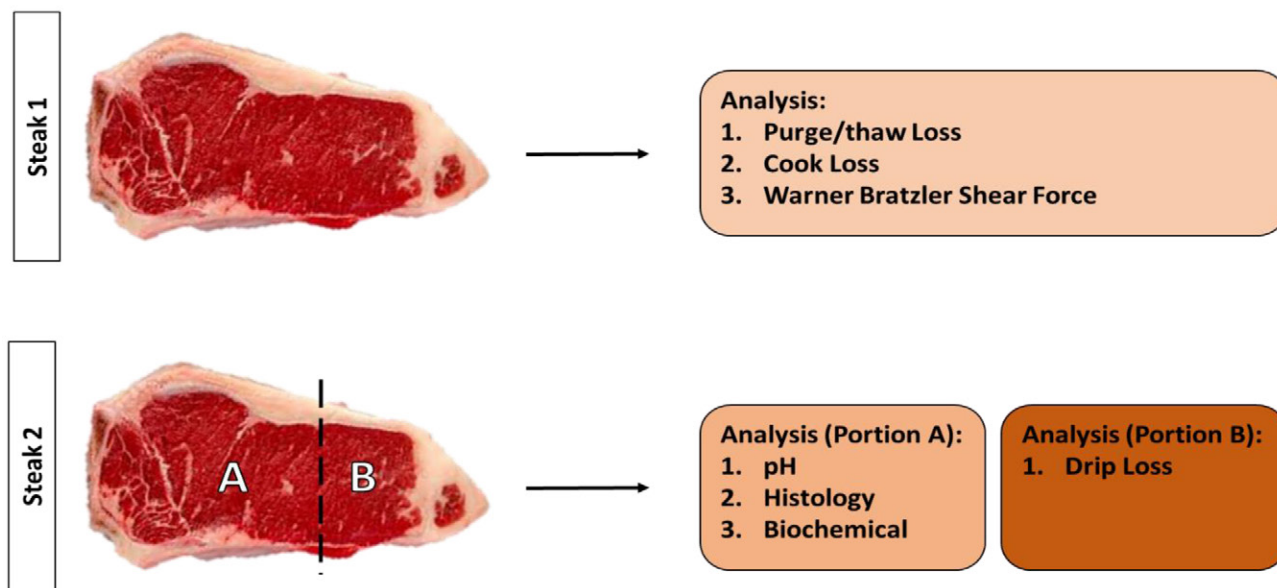 Steak 1
Analysis:
1. Purge/thaw Loss
2. Cook Loss
3. Warner Bratzler Shear Force
Steak 2
A
B
Analysis (Portion A):
1. pH
2. Histology
3. Biochemical
Analysis (Portion B):
1. Drip Loss